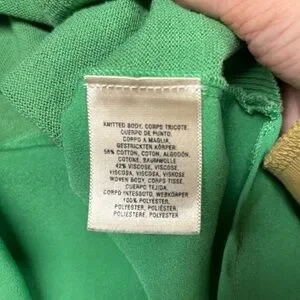 KNITTED BODY, CORPS TRICOTE,
CUERPO DE PUNTO,
CORPO A MAGLIA,
GESTRICKTEN KÖRPER:
58% COTTON, COTON, ALGODÓN,
COTONE, BAUMWOLLE
42% VISCOSE, VISCOSE,
VISCOSA, VISCOSA, VISKOSE
WOVEN BODY, CORPS TISSE,
CUERPO TEJIDA,
CORPO INTESSUTO, WEBKÖRPER
100% POLYESTER,
POLYESTER, POLIÉSTER,
POLIESTERE, POLYESTER